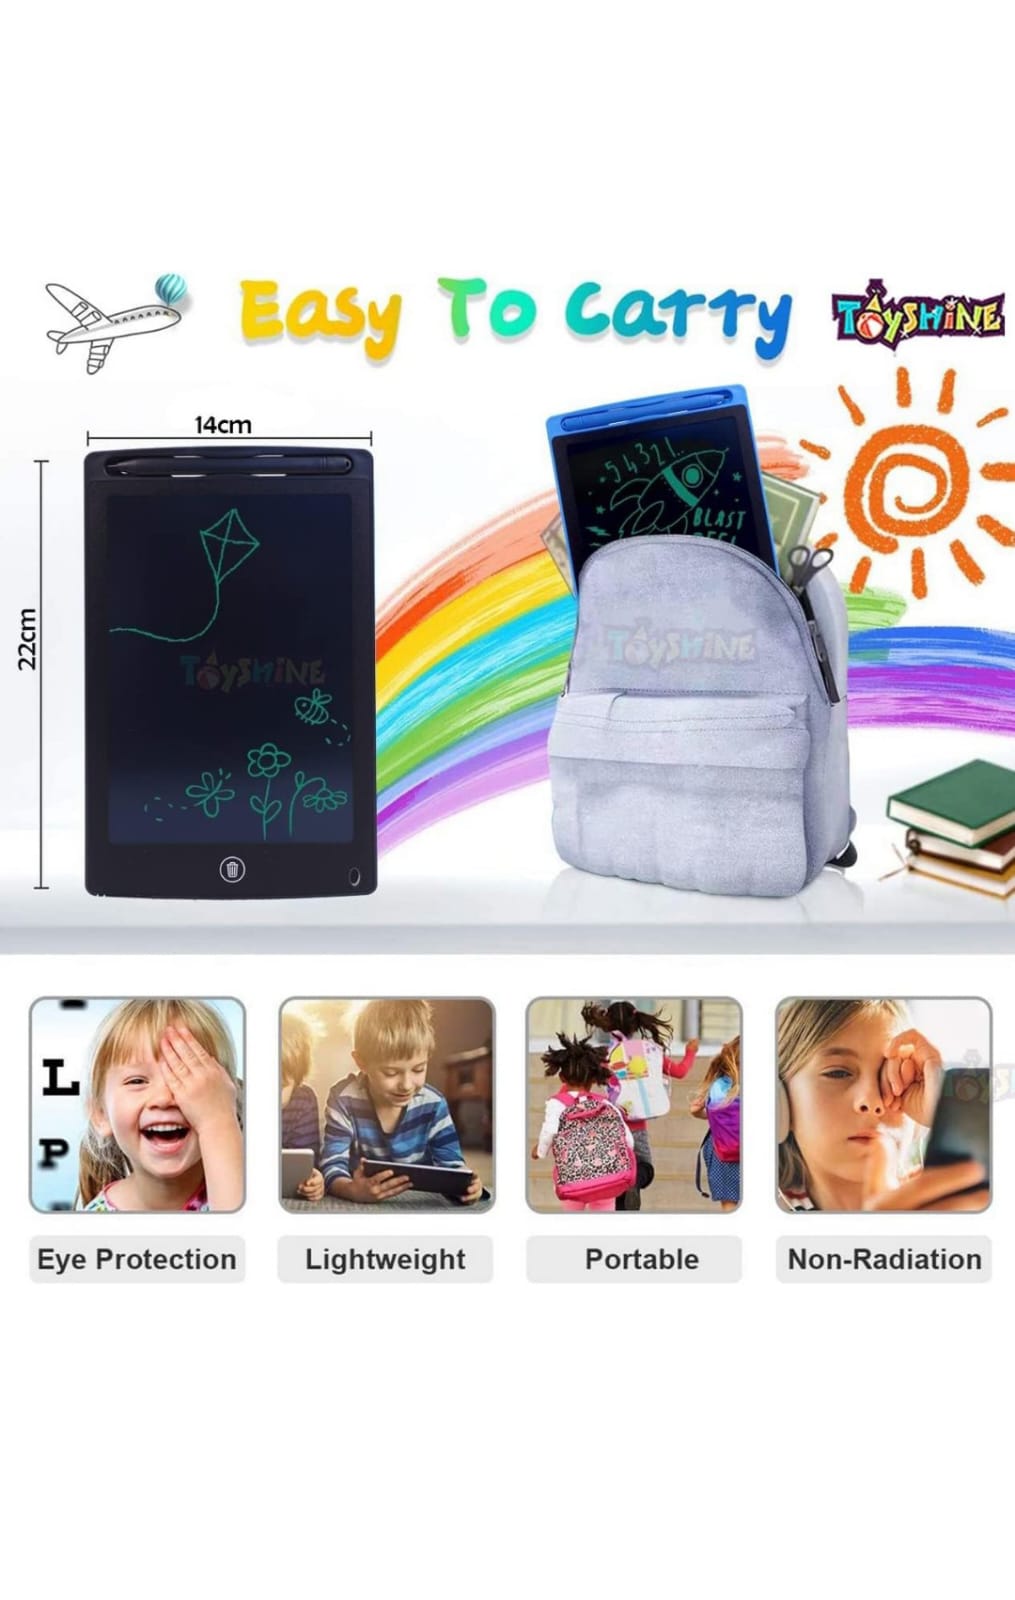 Easy To Carry
TOYSHINE
14cm
22cm
54321
BLAST
TOYSHINE
TOYSHINE
L
P
Eye Protection
Lightweight
Portable
Non-Radiation